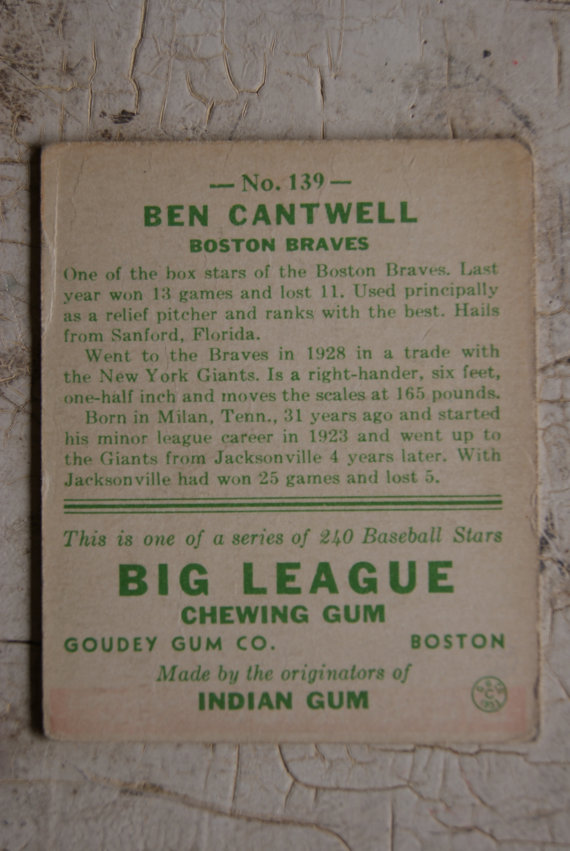 — No. 139 —
BEN CANTWELL
BOSTON BRAVES
One of the box stars of the Boston Braves. Last
year won 13 games and lost 11. Used principally
as a relief pitcher and ranks with the best. Hails
from Sanford, Florida.
Went to the Braves in 1928 in a trade with
the New York Giants. Is a right-hander, six feet,
one-half inch and moves the scales at 165 pounds.
Born in Milan, Tenn., 31 years ago and started
his minor league career in 1923 and went up to
the Giants from Jacksonville 4 years later. With
Jacksonville had won 25 games and lost 5.
This is one of a series of 240 Baseball Stars
BIG LEAGUE
CHEWING GUM
GOUDEY GUM CO. BOSTON
Made by the originators of
INDIAN GUM